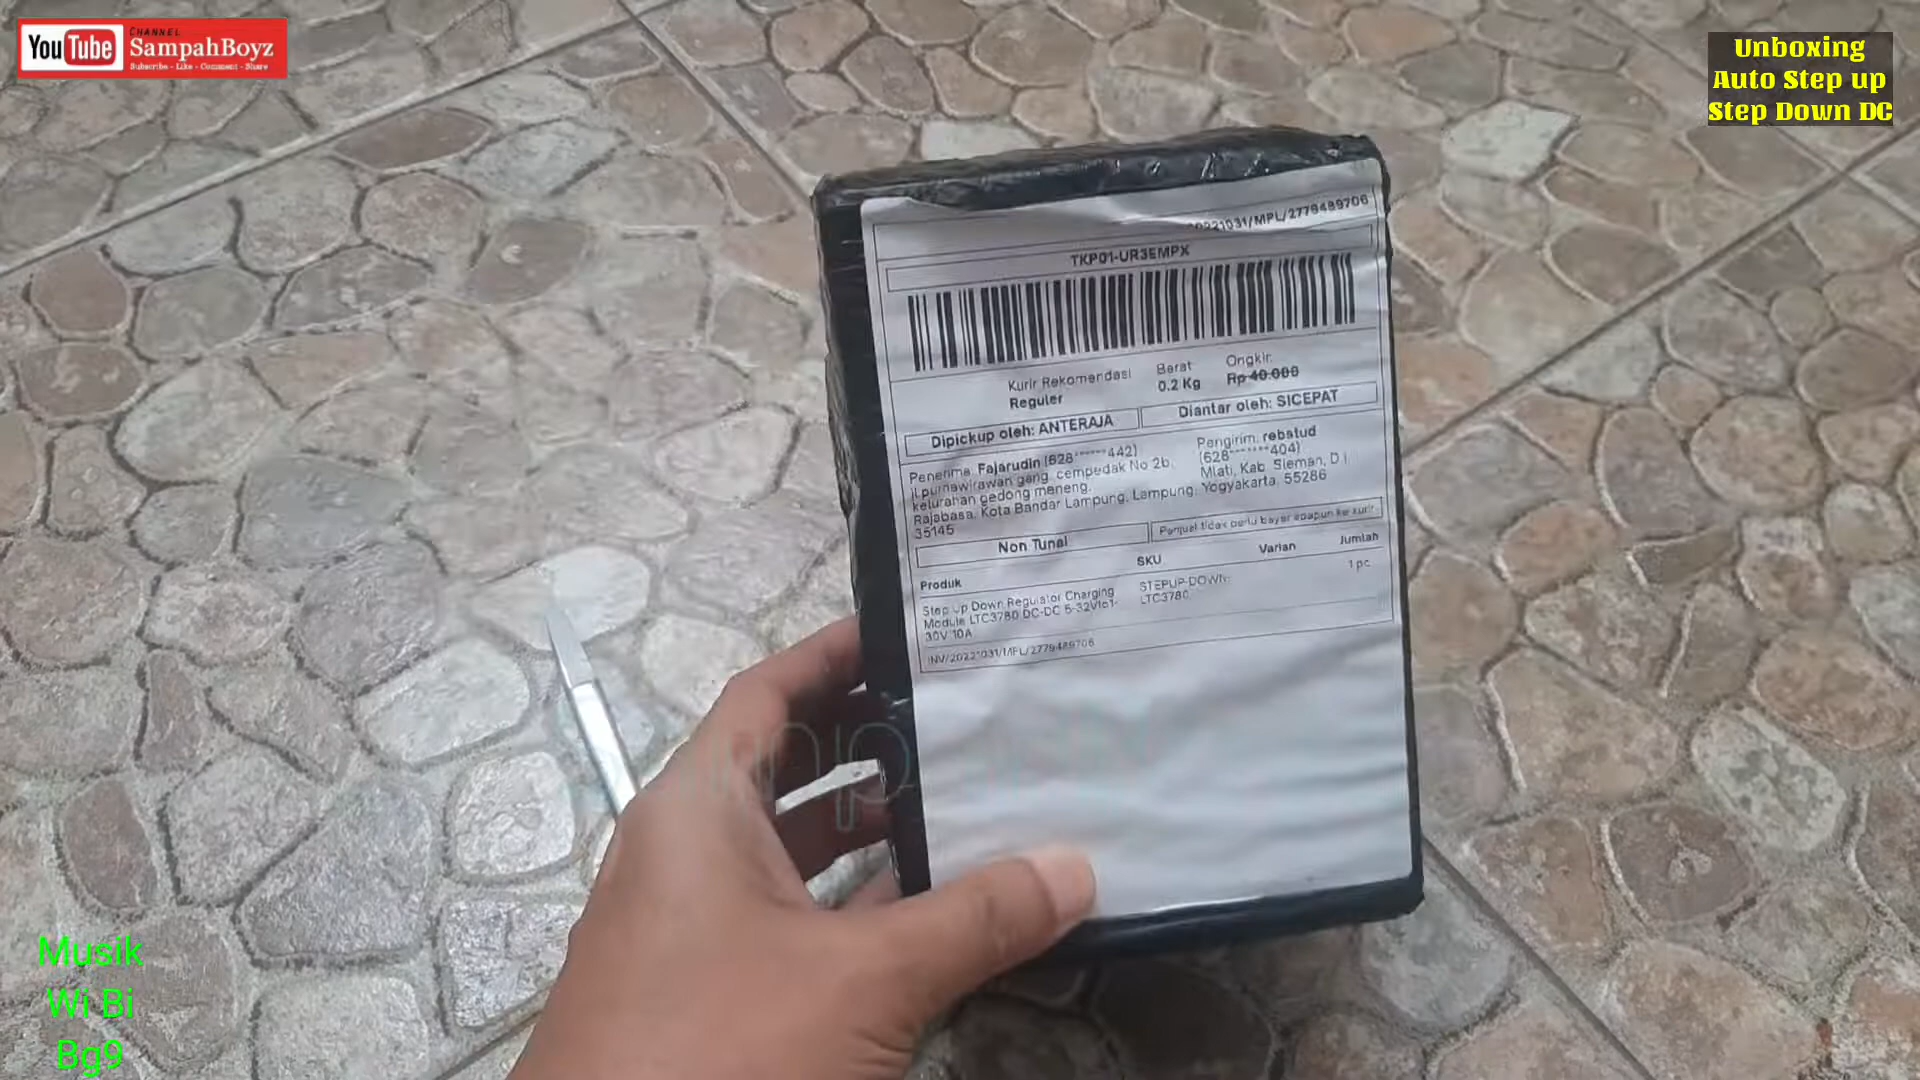 YouTube
CHANNEL
SampahBoyz
Subscribe - Like - Comment - Share
Unboxing
Auto Step up
Step Down DC
/MPL/2779489706
TKP01-UR3EMPX
Kurir Rekomendasi
Reguler
Berat
0.2 Kg
Ongkir:
Rp 40.000
Dipickup oleh: ANTERAJA
Diantar oleh: SICEPAT
Penerima: Fajarudin (628******442)
jl.purnawirawan gang. cempedak No 2b,
kelurahan gedong meneng.
Rajabasa, Kota Bandar Lampung, Lampung,
35145
Pengirim: rebstud
(628*******404)
Mlati, Kab. Sleman, D.I.
Yogyakarta, 55286
Non Tunai
Penjual tidak perlu bayar apapun ke kurir
Produk
SKU
Varian
Jumlah
Step Up Down Regulator Charging
Module LTC3780 DC-DC 5-32Vto1-
30V 10A
STEPUP-DOWN-
LTC3780
1 pc
INV/20221031/MPL/2779489706
Musik
Wi Bi
Bg9